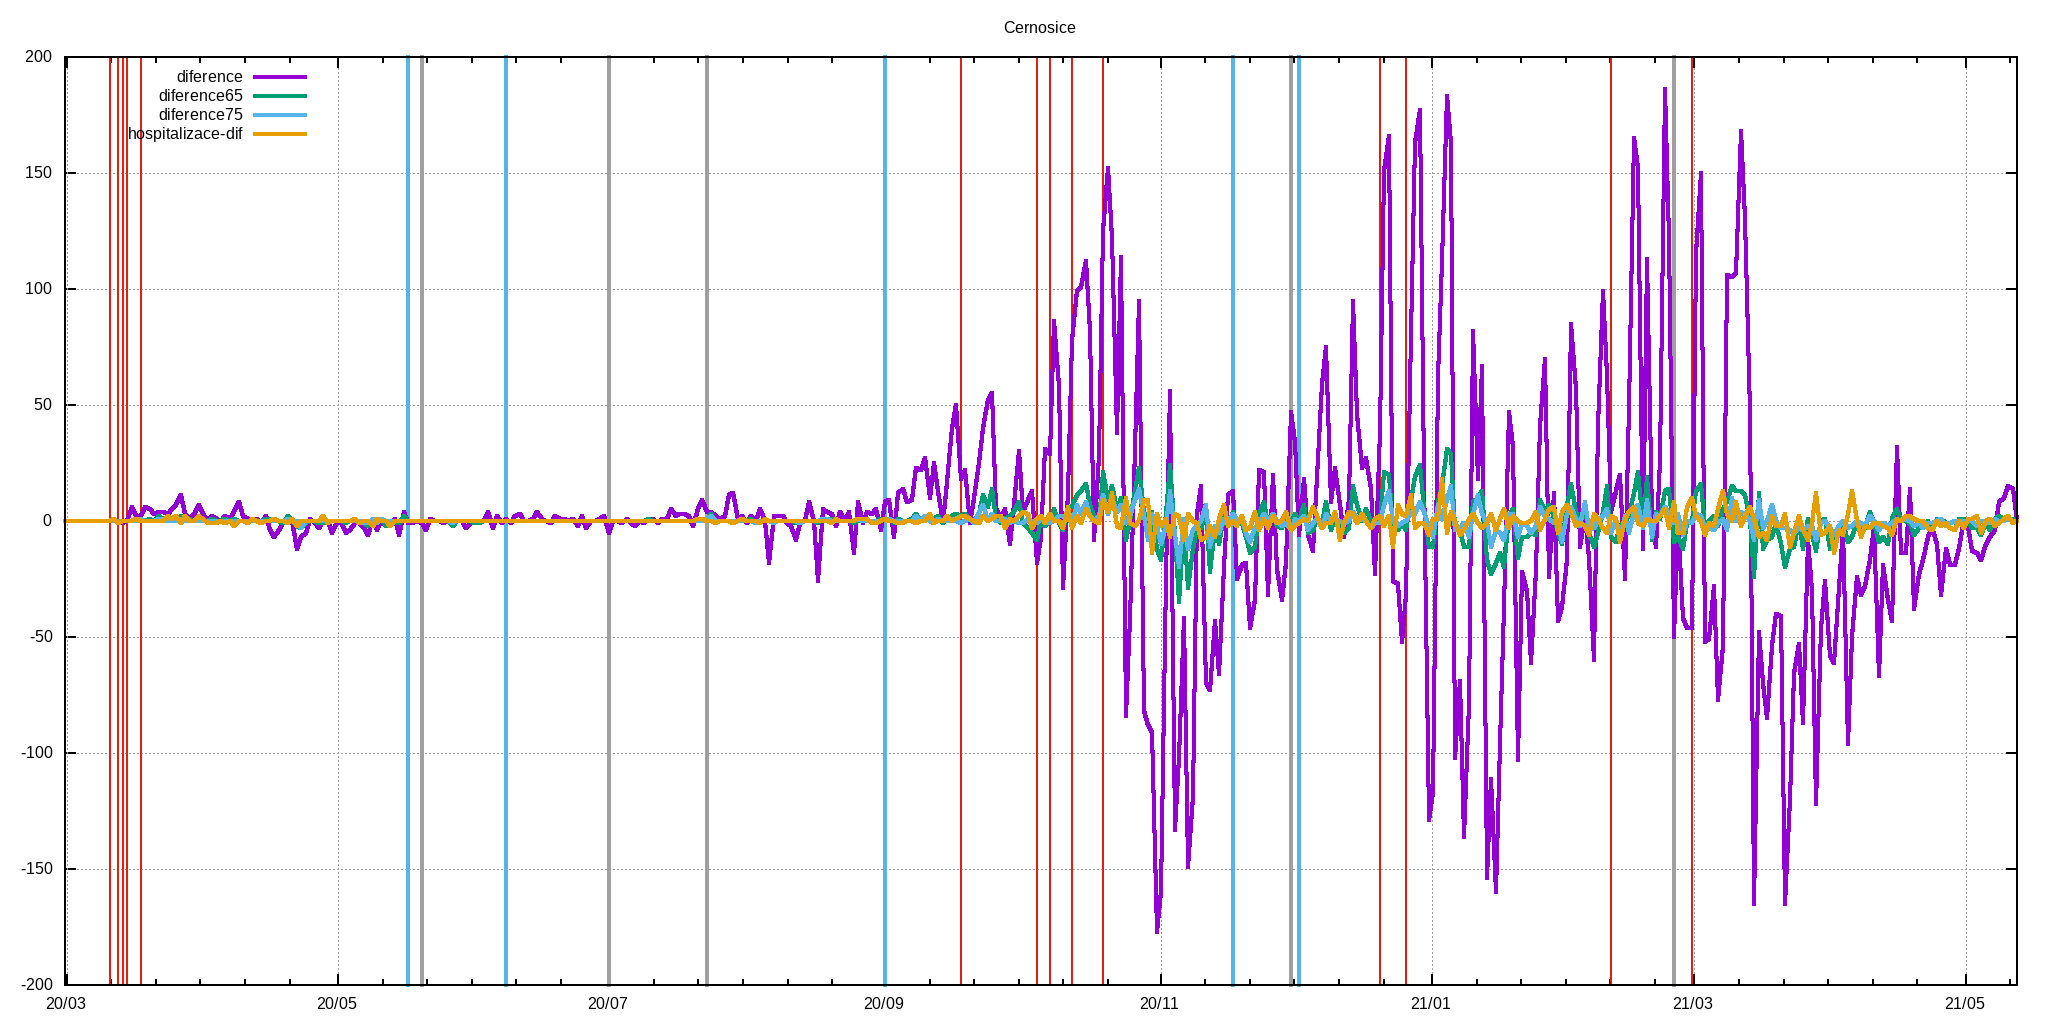 Cernosice
200
150
100
50
0
-50
-100
-150
-200
diference
diference65
diference75
hospitalizace-dif
20/03 20/05 20/07 20/09 20/11 21/01 21/03 21/05